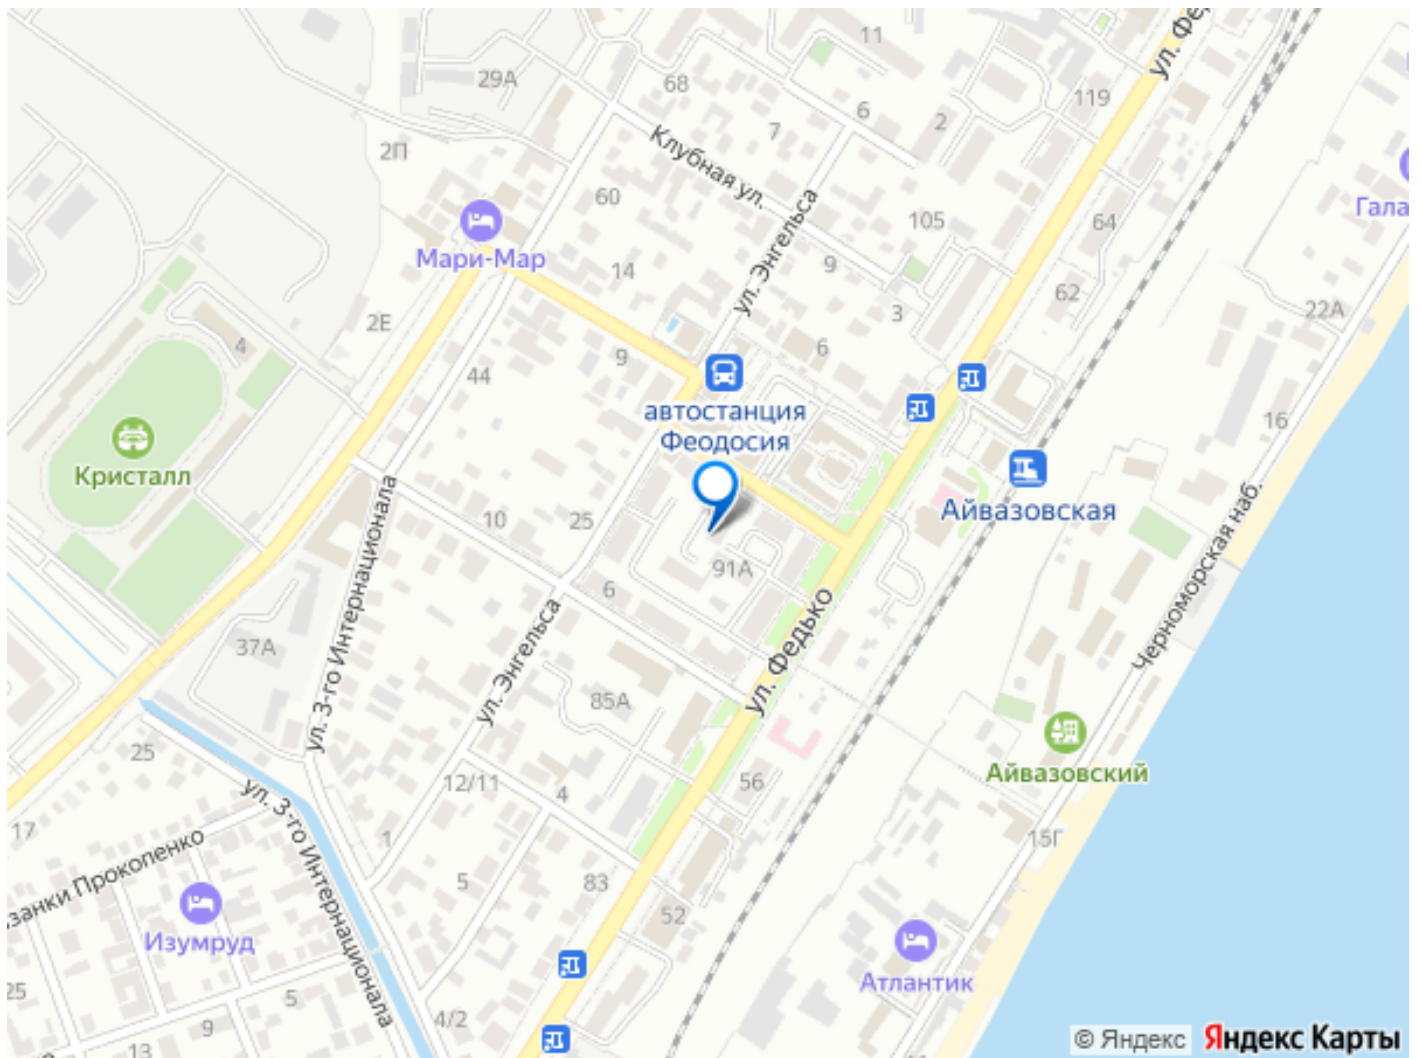 ул. Фе
11
29А
68
119
6
2
7
Клубная ул.
2П
60
105
64
Гала
Мари-Мар
14
ул. Энгельса
9
62
22А
2Е
3
4
9
6
44
автостанция
Феодосия
16
Кристалл
Айвазовская
10
25
Черноморская наб.
91А
6
ул. 3-го Интернационала
ул. Энгельса
ул. Федько
37А
85А
25
12/11
4
56
Айвазовский
ул. 3-го Интернационала
17
1
15Г
занки Прокопенко
5
83
52
Изумруд
Атлантик
25
5
9
4/2
13
© Яндекс Яндекс Карты